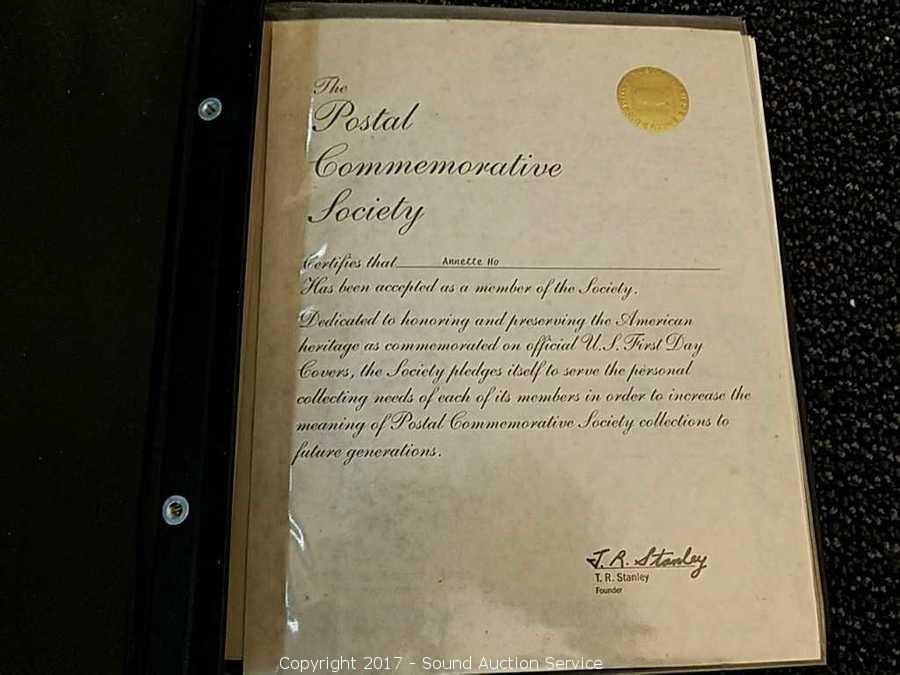 The
Postal
Commemorative
Society
Certifies that Annette Ho
Has been accepted as a member of the Society.
Dedicated to honoring and preserving the American
heritage as commemorated on official U.S. First Day
Covers, the Society pledges itself to serve the personal
collecting needs of each of its members in order to increase the
meaning of Postal Commemorative Society collections to
future generations.
T. R. Stanley
T. R. Stanley
Founder
Copyright 2017 - Sound Auction Service